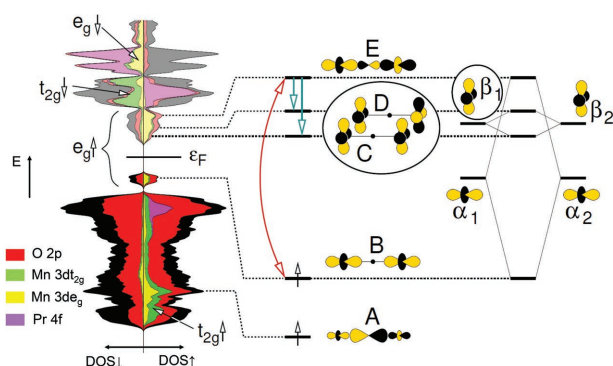 e_g↓
t_2g↓
e_g↑
E
ε_F
O 2p
Mn 3dt_2g
Mn 3de_g
Pr 4f
t_2g↑
DOS↓ DOS↑
E
D
C
B
A
β_1
β_2
α_1
α_2